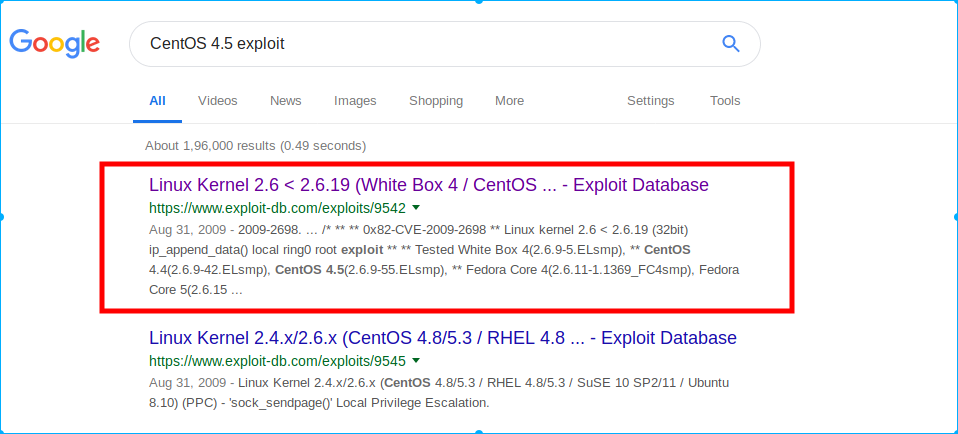 Google
CentOS 4.5 exploit
All Videos News Images Shopping More Settings Tools
About 1,96,000 results (0.49 seconds)
Linux Kernel 2.6 < 2.6.19 (White Box 4 / CentOS ... - Exploit Database
https://www.exploit-db.com/exploits/9542
Aug 31, 2009 - 2009-2698. ... /* ** ** 0x82-CVE-2009-2698 ** Linux kernel 2.6 < 2.6.19 (32bit)
ip_append_data() local ring0 root exploit ** ** Tested White Box 4(2.6.9-5.ELsmp), ** CentOS
4.4(2.6.9-42.ELsmp), CentOS 4.5(2.6.9-55.ELsmp), ** Fedora Core 4(2.6.11-1.1369_FC4smp), Fedora
Core 5(2.6.15 ...
Linux Kernel 2.4.x/2.6.x (CentOS 4.8/5.3 / RHEL 4.8 ... - Exploit Database
https://www.exploit-db.com/exploits/9545
Aug 31, 2009 - Linux Kernel 2.4.x/2.6.x (CentOS 4.8/5.3 / RHEL 4.8/5.3 / SuSE 10 SP2/11 / Ubuntu
8.10) (PPC) - 'sock_sendpage()' Local Privilege Escalation.